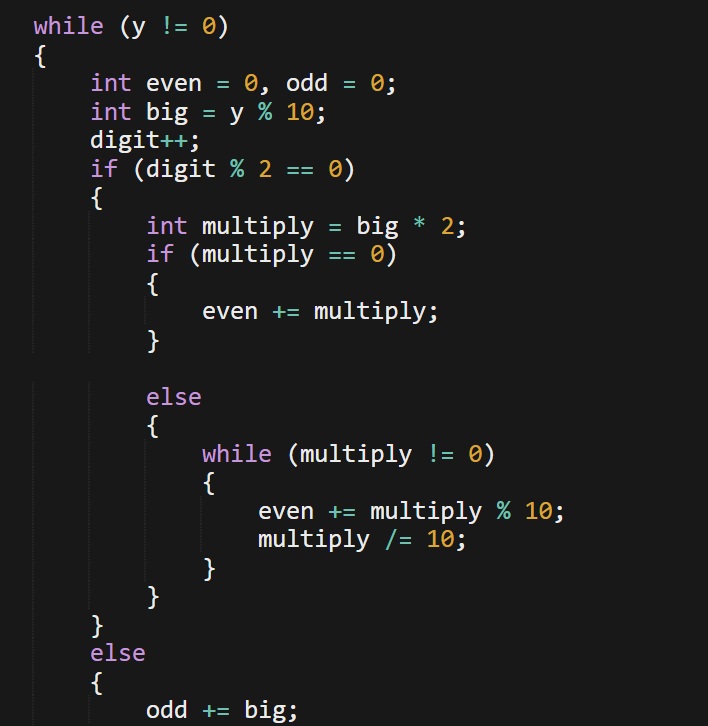 while (y != 0)
{
    int even = 0, odd = 0;
    int big = y % 10;
    digit++;
    if (digit % 2 == 0)
    {
        int multiply = big * 2;
        if (multiply == 0)
        {
            even += multiply;
        }

        else
        {
            while (multiply != 0)
            {
                even += multiply % 10;
                multiply /= 10;
            }
        }
    }
    else
    {
        odd += big;